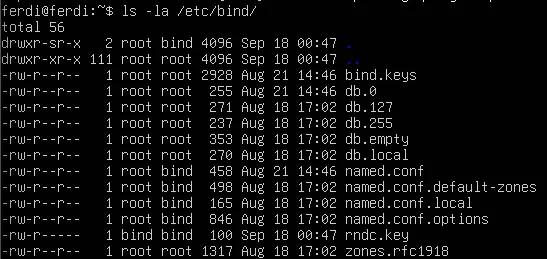 ferdi@ferdi:~$ ls -la /etc/bind/
total 56
drwxr-sr-x   2 root bind 4096 Sep 18 00:47 .
drwxr-xr-x 111 root root 4096 Sep 18 00:47 ..
-rw-r--r--   1 root root 2928 Aug 21 14:46 bind.keys
-rw-r--r--   1 root root  255 Aug 21 14:46 db.0
-rw-r--r--   1 root root  271 Aug 18 17:02 db.127
-rw-r--r--   1 root root  237 Aug 18 17:02 db.255
-rw-r--r--   1 root root  353 Aug 18 17:02 db.empty
-rw-r--r--   1 root root  270 Aug 18 17:02 db.local
-rw-r--r--   1 root bind  458 Aug 21 14:46 named.conf
-rw-r--r--   1 root bind  498 Aug 18 17:02 named.conf.default-zones
-rw-r--r--   1 root bind  165 Aug 18 17:02 named.conf.local
-rw-r--r--   1 root bind  846 Aug 18 17:02 named.conf.options
-rw-r-----   1 bind bind  100 Sep 18 00:47 rndc.key
-rw-r--r--   1 root root 1317 Aug 18 17:02 zones.rfc1918